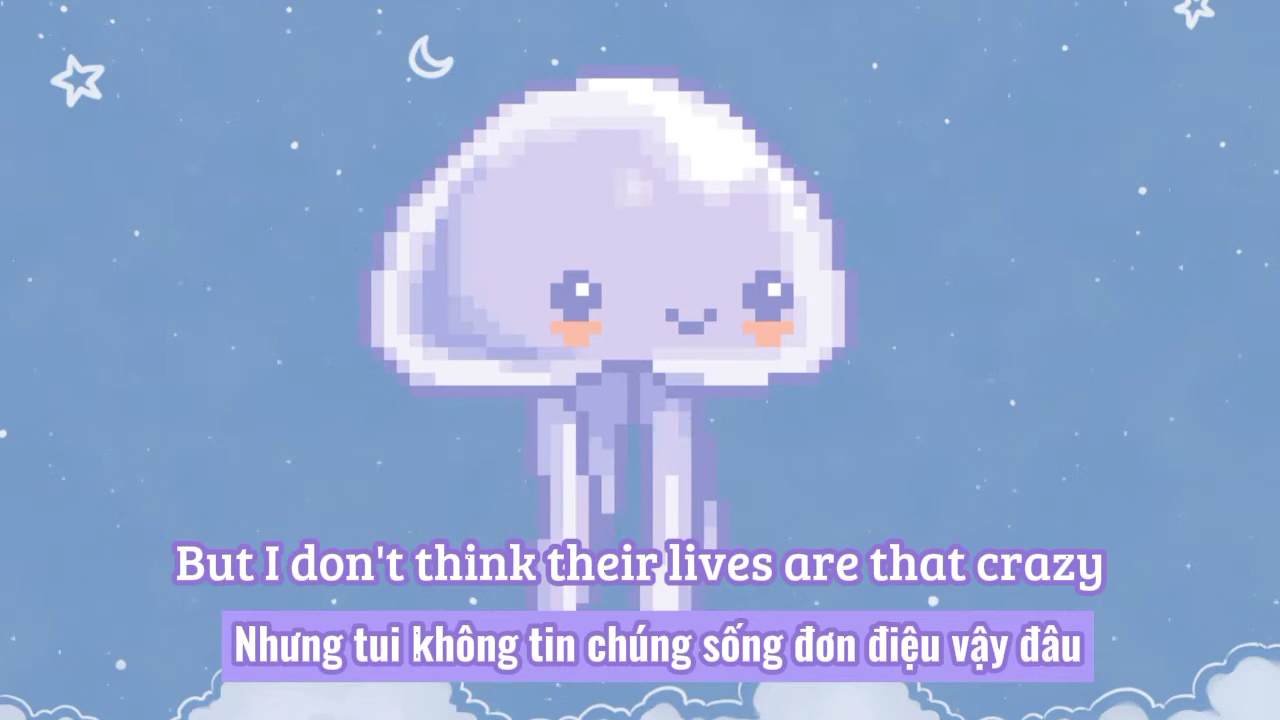 But I don't think their lives are that crazy
Nhưng tui không tin chúng sống đơn điệu vậy đâu